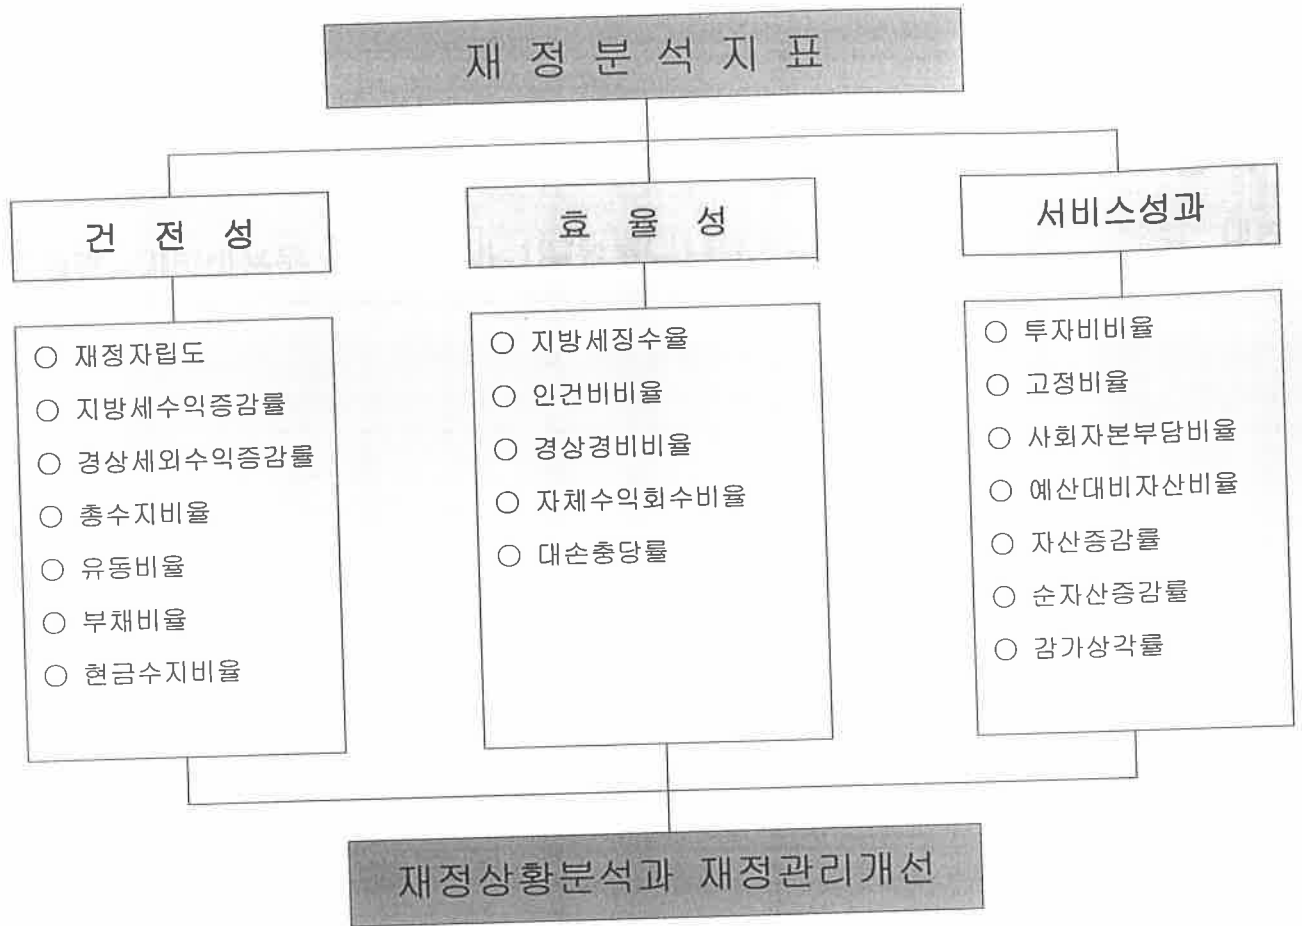 재 정 분 석 지 표
건 전 성
○ 재정자립도
○ 지방세수익증감률
○ 경상세외수익증감률
○ 총수지비율
○ 유동비율
○ 부채비율
○ 현금수지비율
효 율 성
○ 지방세징수율
○ 인건비비율
○ 경상경비비율
○ 자체수익회수비율
○ 대손충당률
서비스성과
○ 투자비비율
○ 고정비율
○ 사회자본부담비율
○ 예산대비자산비율
○ 자산증감률
○ 순자산증감률
○ 감가상각률
재정상황분석과 재정관리개선